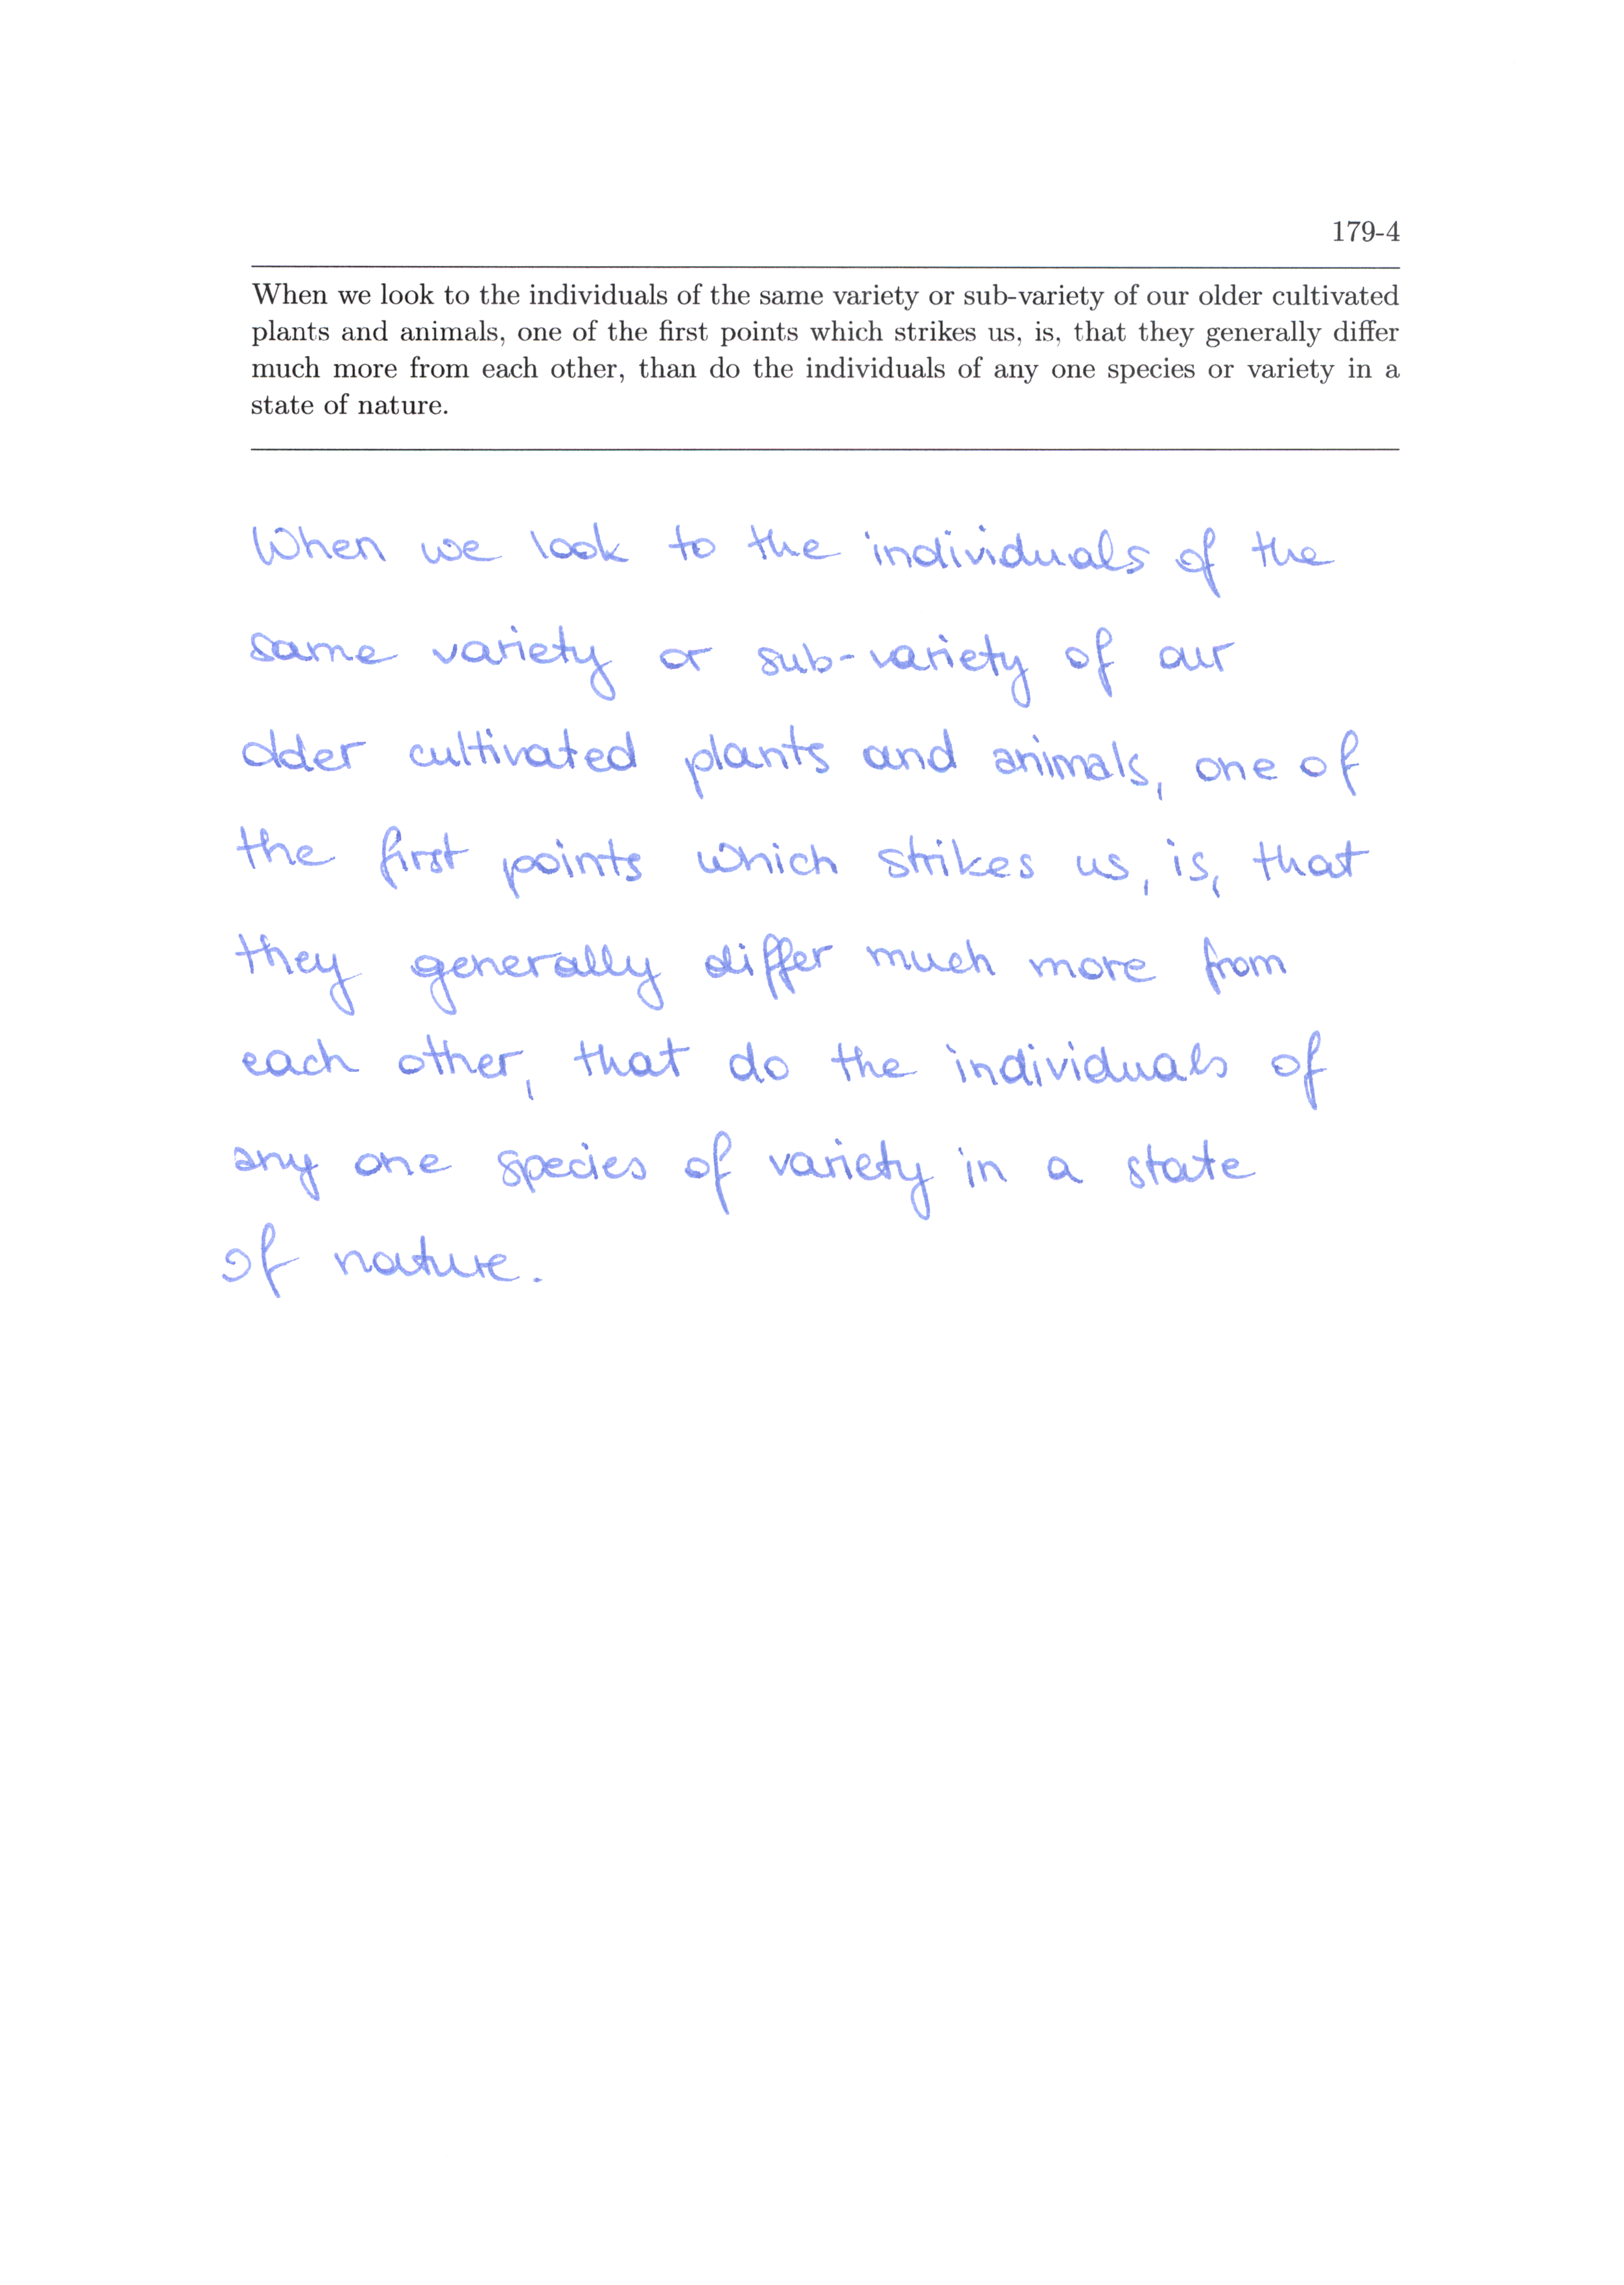 179-4
When we look to the individuals of the same variety or sub-variety of our older cultivated
plants and animals, one of the first points which strikes us, is, that they generally differ
much more from each other, than do the individuals of any one species or variety in a
state of nature.
When we look to the individuals of the
same variety or sub-variety of our
older cultivated plants and animals, one of
the first points which strikes us, is, that
they generally differ much more from
each other, that do the individuals of
any one species of variety in a state
of nature.